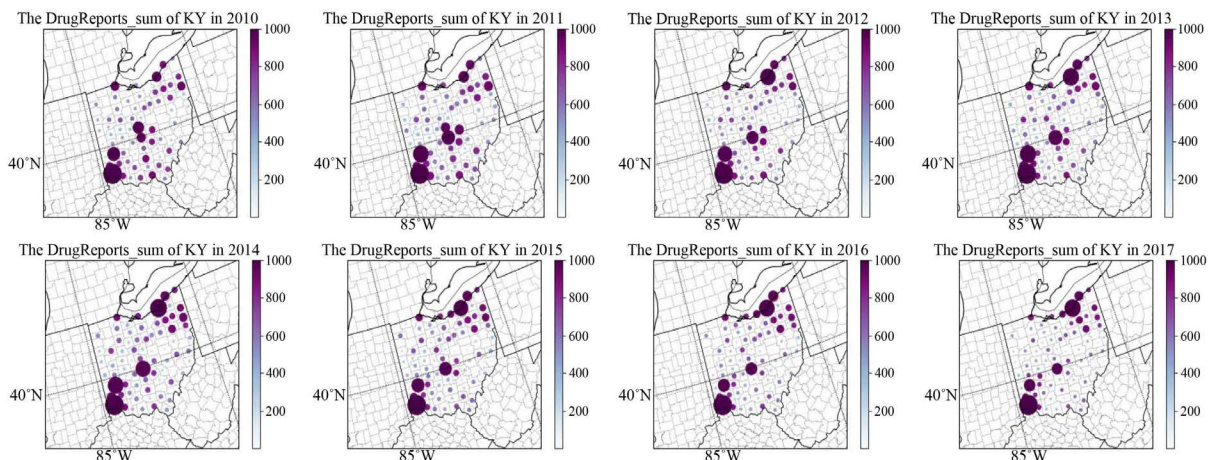 The DrugReports_sum of KY in 2010
The DrugReports_sum of KY in 2011
The DrugReports_sum of KY in 2012
The DrugReports_sum of KY in 2013
1000
800
600
400
200
40°N
85°W
1000
800
600
400
200
40°N
85°W
1000
800
600
400
200
40°N
85°W
1000
800
600
400
200
40°N
85°W
The DrugReports_sum of KY in 2014
The DrugReports_sum of KY in 2015
The DrugReports_sum of KY in 2016
The DrugReports_sum of KY in 2017
1000
800
600
400
200
40°N
85°W
1000
800
600
400
200
40°N
85°W
1000
800
600
400
200
40°N
85°W
1000
800
600
400
200
40°N
85°W